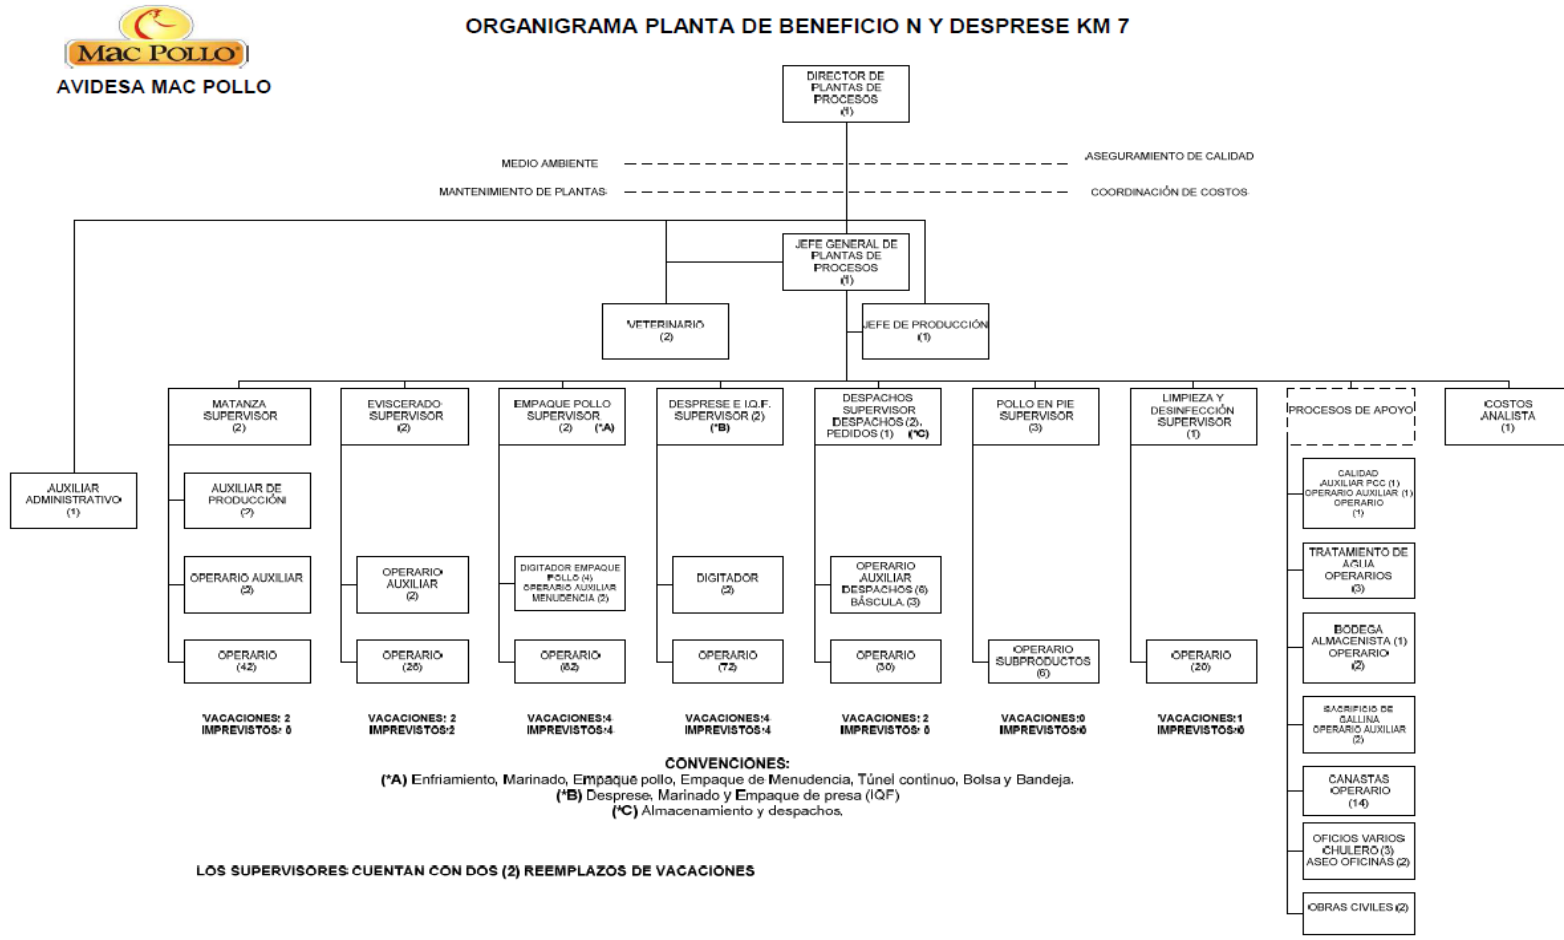 Mac Pollo
AVIDESA MAC POLLO
ORGANIGRAMA PLANTA DE BENEFICIO N Y DESPRESE KM 7
DIRECTOR DE
PLANTAS DE
PROCESOS
(1)
MEDIO AMBIENTE
ASEGURAMIENTO DE CALIDAD
MANTENIMIENTO DE PLANTAS
COORDINACIÓN DE COSTOS
JEFE GENERAL DE
PLANTAS DE
PROCESOS
(1)
VETERINARIO
(2)
JEFE DE PRODUCCIÓN
(1)
MATANZA
SUPERVISOR
(2)
EVISCERADO
SUPERVISOR
(2)
EMPAQUE POLLO
SUPERVISOR
(2) (*A)
DESPRESE E I.Q.F.
SUPERVISOR (2)
(*B)
DESPACHOS
SUPERVISOR
DESPACHOS (2),
PEDIDOS (1) (*C)
POLLO EN PIE
SUPERVISOR
(3)
LIMPIEZA Y
DESINFECCIÓN
SUPERVISOR
(1)
PROCESOS DE APOYO
COSTOS
ANALISTA
(1)
AUXILIAR
ADMINISTRATIVO
(1)
AUXILIAR DE
PRODUCCIÓN
(2)
CALIDAD
AUXILIAR PCC (1)
OPERARIO AUXILIAR (1)
OPERARIO
(1)
OPERARIO AUXILIAR
(2)
OPERARIO
AUXILIAR
(2)
DIGITADOR EMPAQUE
POLLO (4)
OPERARIO AUXILIAR
MENUDENCIA (2)
DIGITADOR
(2)
OPERARIO
AUXILIAR
DESPACHOS (6)
BÁSCULA (3)
TRATAMIENTO DE
AGUA
OPERARIOS
(3)
OPERARIO
(42)
OPERARIO
(26)
OPERARIO
(82)
OPERARIO
(72)
OPERARIO
(36)
OPERARIO
SUBPRODUCTOS
(6)
OPERARIO
(26)
BODEGA
ALMACENISTA (1)
OPERARIO
(2)
VACACIONES: 2
IMPREVISTOS: 0
VACACIONES: 2
IMPREVISTOS: 2
VACACIONES: 4
IMPREVISTOS: 4
VACACIONES: 4
IMPREVISTOS: 4
VACACIONES: 2
IMPREVISTOS: 0
VACACIONES: 0
IMPREVISTOS: 0
VACACIONES: 1
IMPREVISTOS: 0
SACRIFICIO DE
GALLINA
OPERARIO AUXILIAR
(2)
CANASTAS
OPERARIO
(14)
OFICIOS VARIOS
CHULERO (3)
ASEO OFICINAS (2)
OBRAS CIVILES (2)
CONVENCIONES:
(*A) Enfriamiento, Marinado, Empaque pollo, Empaque de Menudencia, Túnel continuo, Bolsa y Bandeja.
(*B) Desprese, Marinado y Empaque de presa (IQF)
(*C) Almacenamiento y despachos.
LOS SUPERVISORES CUENTAN CON DOS (2) REEMPLAZOS DE VACACIONES